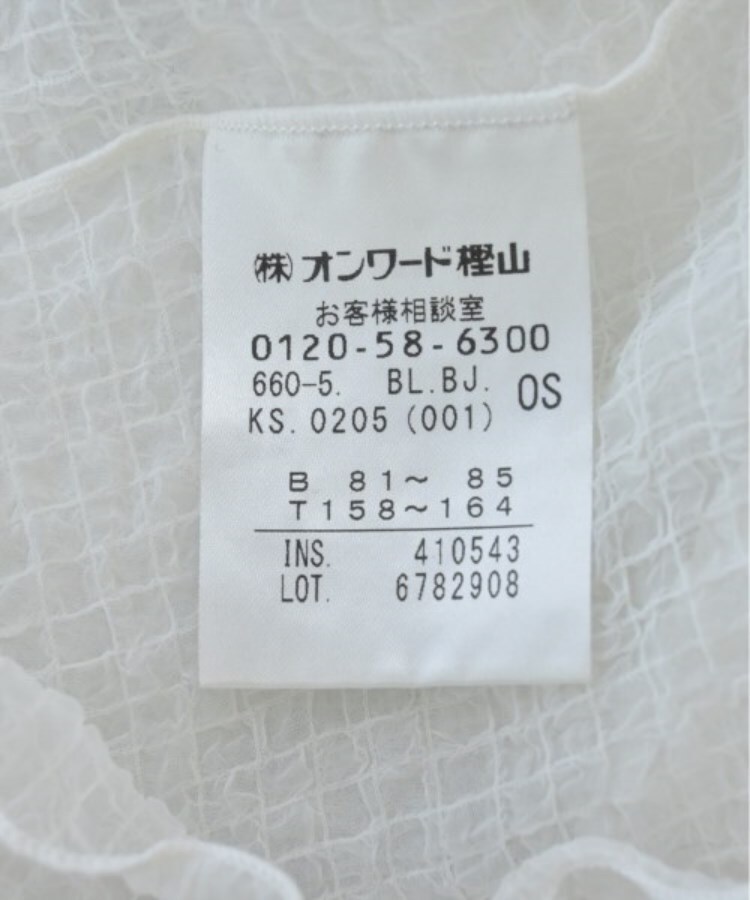 ㈱オンワード樫山
お客様相談室
0120-58-6300
660-5. BL.BJ. OS
KS.0205(001)
B 81～ 85
T158～164
INS. 410543
LOT. 6782908